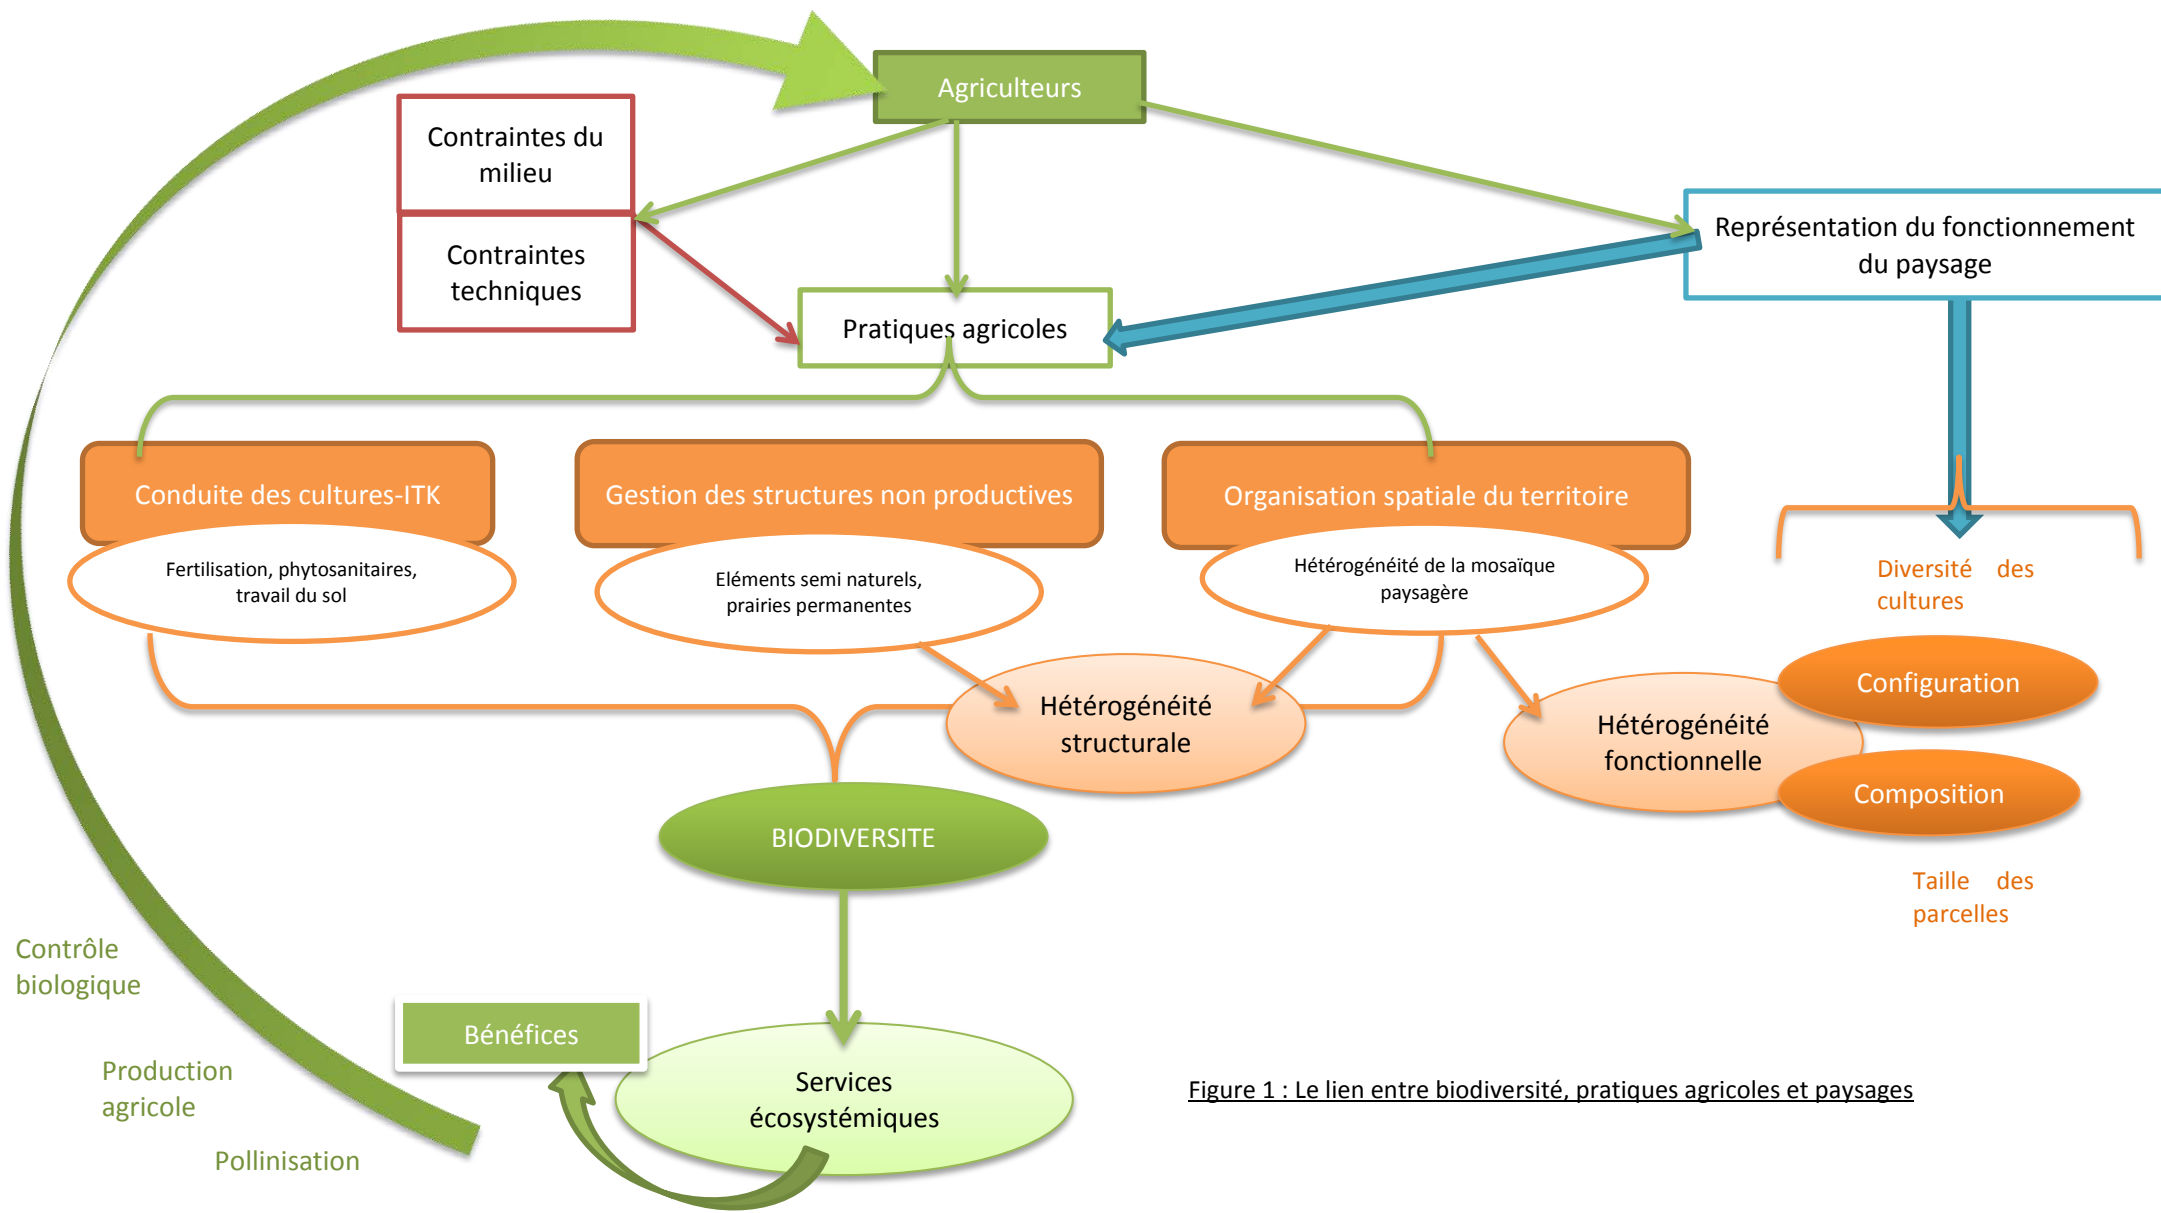 Agriculteurs
Contraintes du
milieu
Contraintes
techniques
Représentation du fonctionnement
du paysage
Pratiques agricoles
Conduite des cultures-ITK
Gestion des structures non productives
Organisation spatiale du territoire
Fertilisation, phytosanitaires,
travail du sol
Eléments semi naturels,
prairies permanentes
Hétérogénéité de la mosaïque
paysagère
Diversité des
cultures
Configuration
Hétérogénéité
structurale
Hétérogénéité
fonctionnelle
Composition
BIODIVERSITE
Taille des
parcelles
Contrôle
biologique
Bénéfices
Production
agricole
Services
écosystémiques
Pollinisation
Figure 1 : Le lien entre biodiversité, pratiques agricoles et paysages